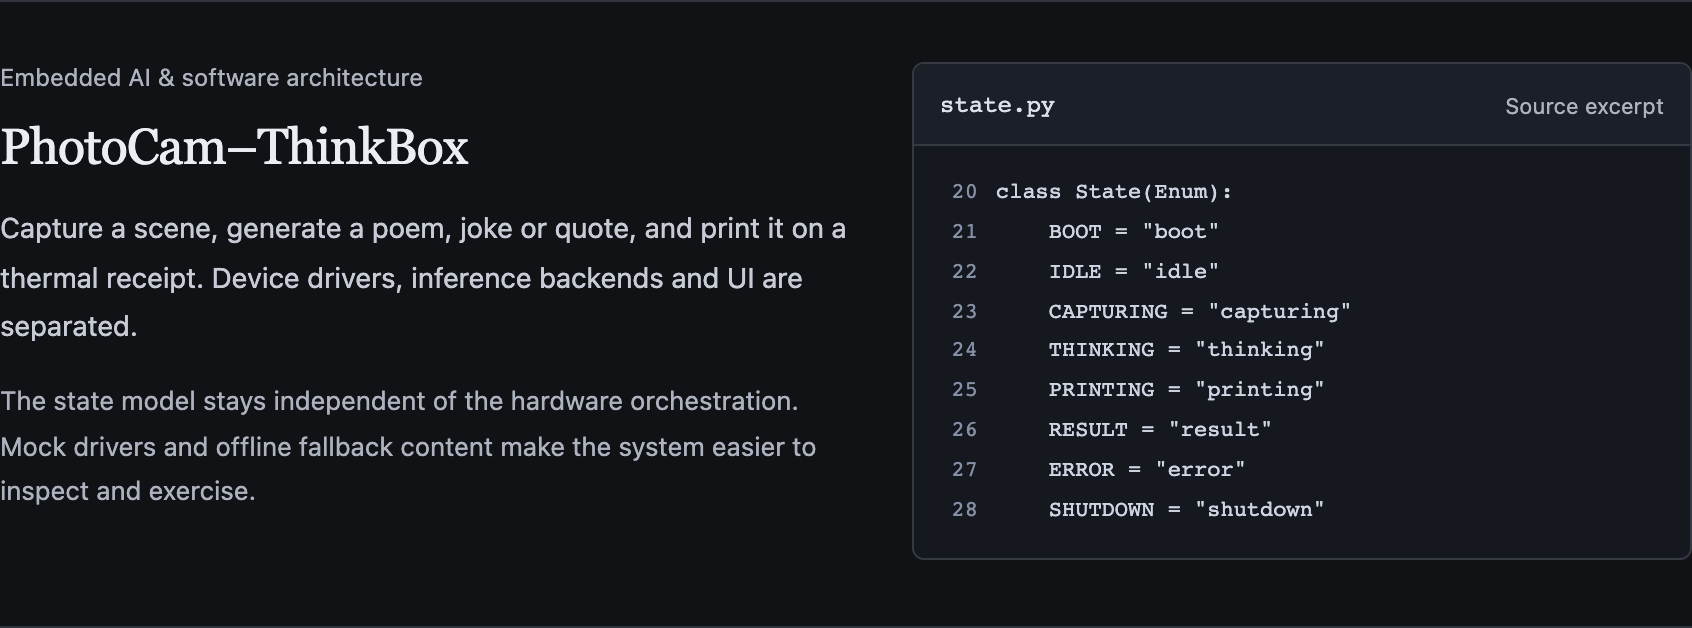 Embedded AI & software architecture
PhotoCam–ThinkBox
Capture a scene, generate a poem, joke or quote, and print it on a
thermal receipt. Device drivers, inference backends and UI are
separated.
The state model stays independent of the hardware orchestration.
Mock drivers and offline fallback content make the system easier to
inspect and exercise.
state.py
Source excerpt
20 class State(Enum):
21     BOOT = "boot"
22     IDLE = "idle"
23     CAPTURING = "capturing"
24     THINKING = "thinking"
25     PRINTING = "printing"
26     RESULT = "result"
27     ERROR = "error"
28     SHUTDOWN = "shutdown"